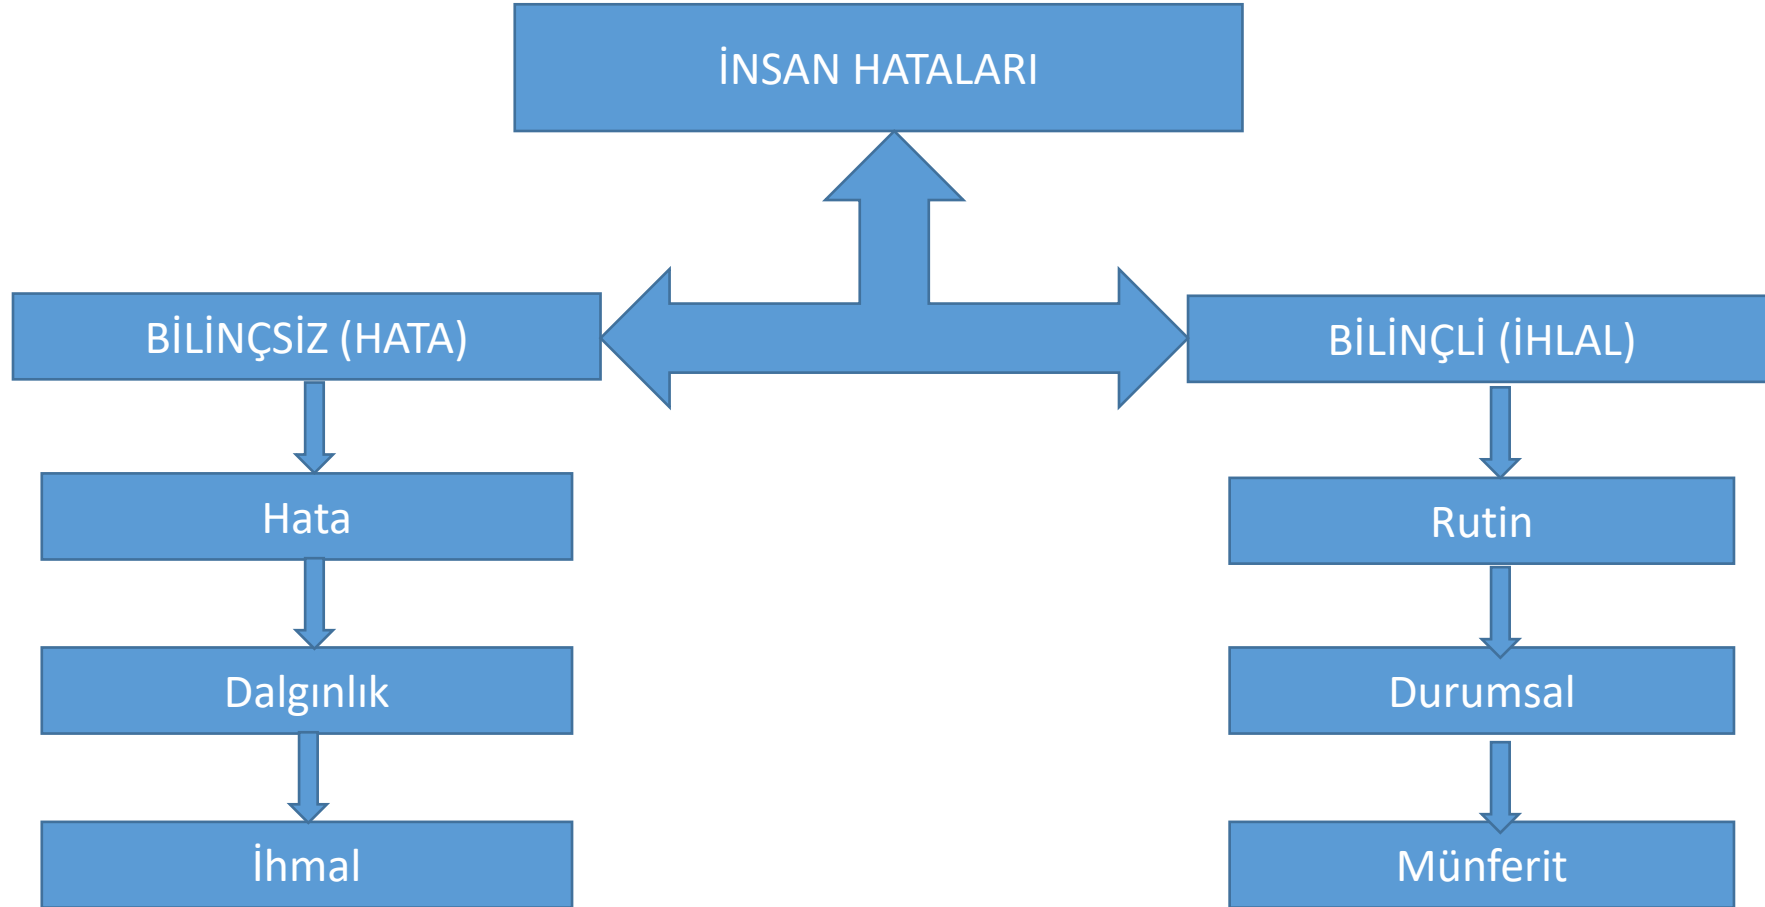 İNSAN HATALARI
BİLİNÇSİZ (HATA)
Hata
Dalgınlık
İhmal
BİLİNÇLİ (İHLAL)
Rutin
Durumsal
Münferit